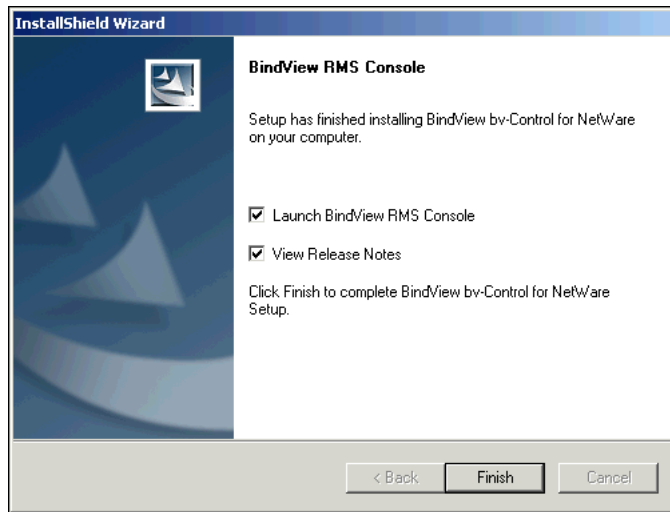 InstallShield Wizard
BindView RMS Console
Setup has finished installing BindView bv-Control for NetWare
on your computer.
Launch BindView RMS Console
View Release Notes
Click Finish to complete BindView bv-Control for NetWare
Setup.
< Back
Finish
Cancel